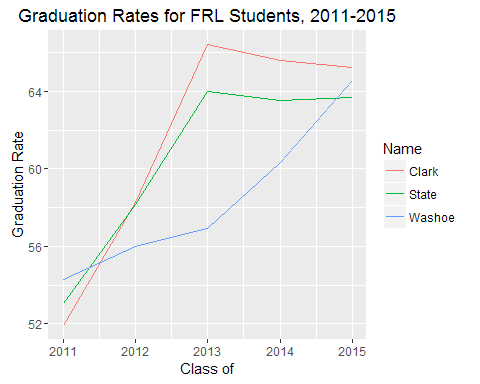 Graduation Rates for FRL Students, 2011-2015
Graduation Rate
64
60
56
52
2011 2012 2013 2014 2015
Class of
Name
Clark
State
Washoe